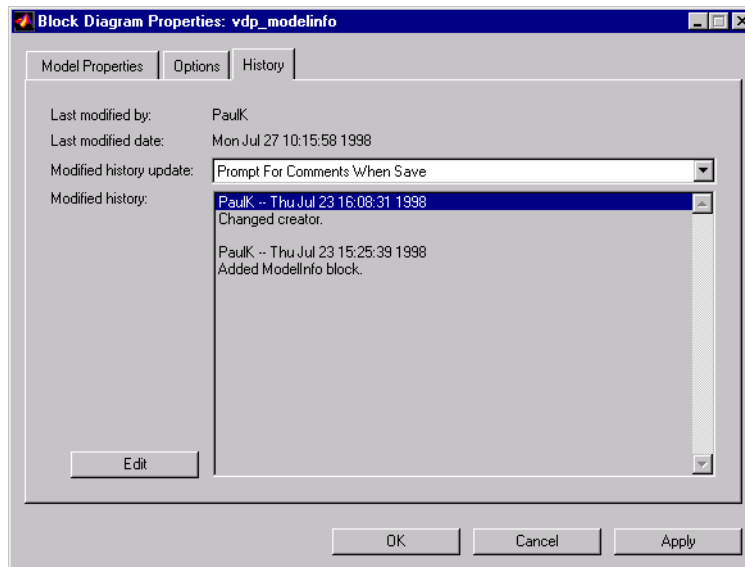 Block Diagram Properties: vdp_modelinfo
Model Properties Options History
Last modified by: PaulK
Last modified date: Mon Jul 27 10:15:58 1998
Modified history update: Prompt For Comments When Save
Modified history: PaulK -- Thu Jul 23 16:08:31 1998
Changed creator.
PaulK -- Thu Jul 23 15:25:39 1998
Added ModelInfo block.
Edit
OK Cancel Apply